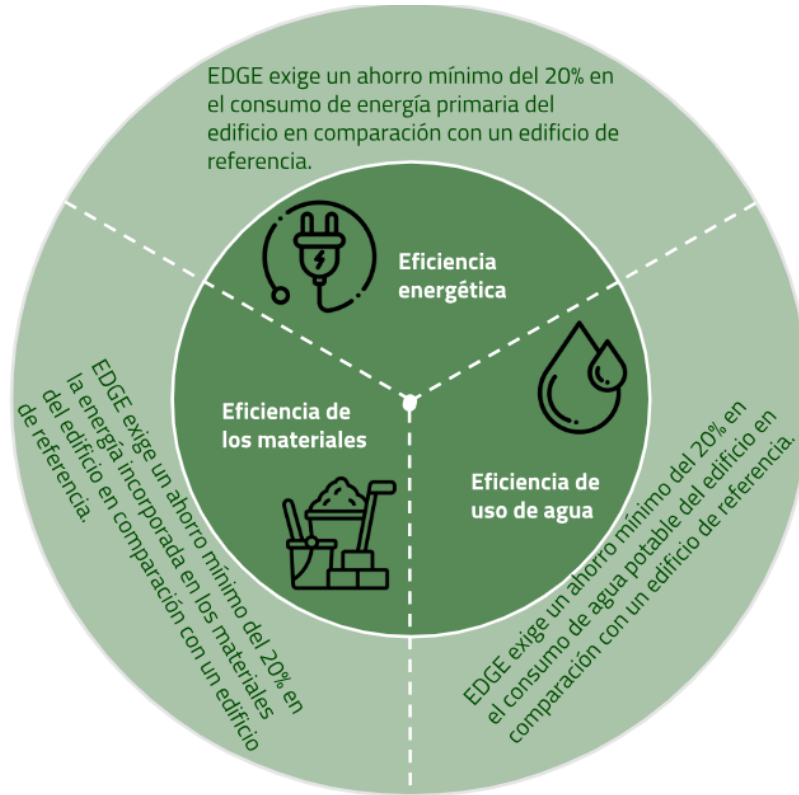 EDGE exige un ahorro mínimo del 20% en
el consumo de energía primaria del
edificio en comparación con un edificio de
referencia.
Eficiencia
energética
Eficiencia de
los materiales
Eficiencia de
uso de agua
EDGE exige un ahorro mínimo del 20% en
la energía incorporada en los materiales
del edificio en comparación con un edificio
de referencia.
EDGE exige un ahorro mínimo del 20% en
el consumo de agua potable del edificio en
comparación con un edificio de referencia.